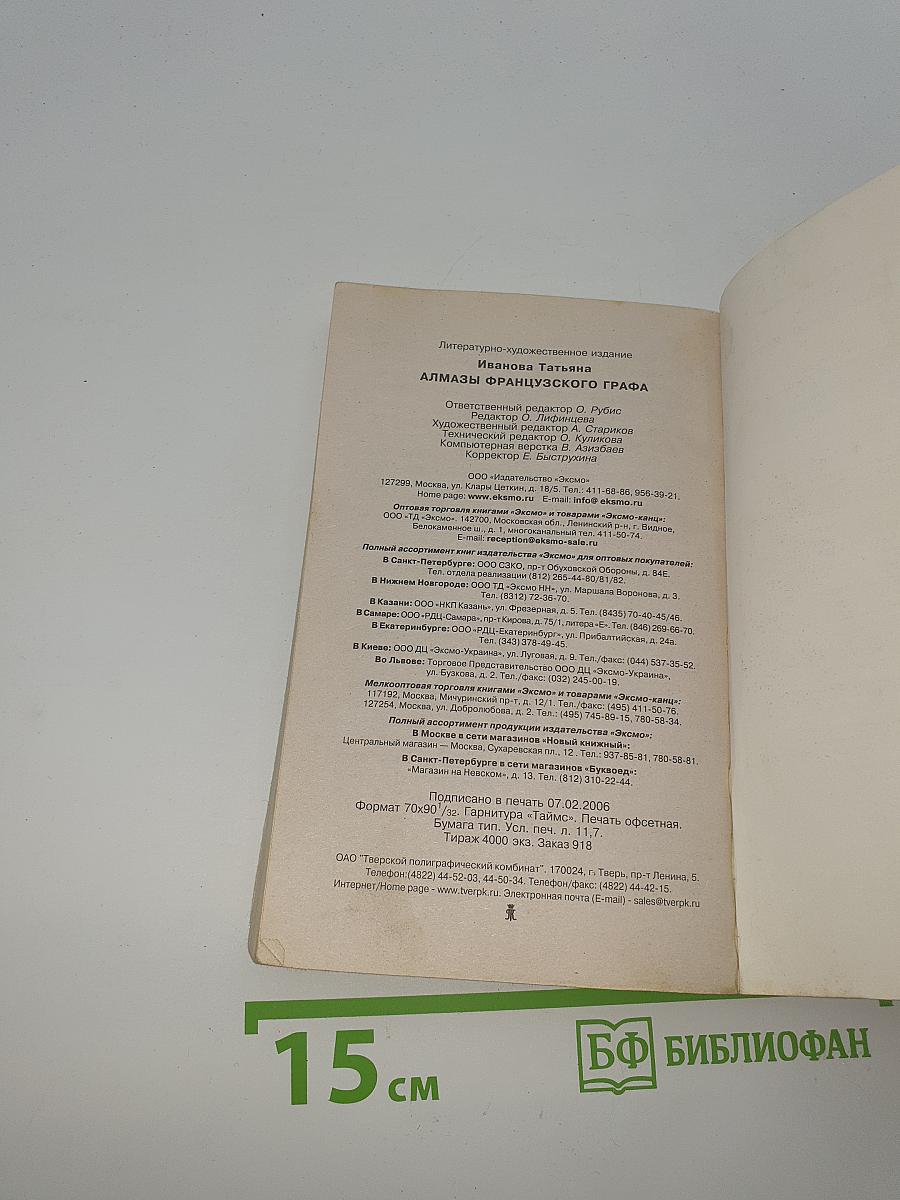 Литературно-художественное издание
Иванова Татьяна
АЛМАЗЫ ФРАНЦУЗСКОГО ГРАФА
Ответственный редактор О. Рубис
Редактор О. Лифинцева
Художественный редактор А. Стариков
Технический редактор О. Куликова
Компьютерная верстка В. Азизбаев
Корректор Е. Быструхина
ООО «Издательство «Эксмо»
127299, Москва, ул. Клары Цеткин, д. 18/5. Тел.: 411-68-86, 956-39-21.
Home page: www.eksmo.ru E-mail: info@ eksmo.ru
Оптовая торговля книгами «Эксмо» и товарами «Эксмо-канц»:
ООО «ТД «Эксмо». 142700, Московская обл., Ленинский р-н, г. Видное,
Белокаменное ш., д. 1, многоканальный тел. 411-50-74.
E-mail: reception@eksmo-sale.ru
Полный ассортимент книг издательства «Эксмо» для оптовых покупателей:
В Санкт-Петербурге: ООО СЗКО, пр-т Обуховской Обороны, д. 84Е.
Тел. отдела реализации (812) 265-44-80/81/82.
В Нижнем Новгороде: ООО ТД «Эксмо НН», ул. Маршала Воронова, д. 3.
Тел. (8312) 72-36-70.
В Казани: ООО «НКП Казань», ул. Фрезерная, д. 5. Тел. (8435) 70-40-45/46.
В Самаре: ООО «РДЦ-Самара», пр-т Кирова, д. 75/1, литера «Е». Тел. (846) 269-66-70.
В Екатеринбурге: ООО «РДЦ-Екатеринбург», ул. Прибалтийская, д. 24а.
Тел. (343) 378-49-45.
В Киеве: ООО ДЦ «Эксмо-Украина», ул. Луговая, д. 9. Тел./факс: (044) 537-35-52.
Во Львове: Торговое Представительство ООО ДЦ «Эксмо-Украина»,
ул. Бузкова, д. 2. Тел./факс: (032) 245-00-19.
Мелкооптовая торговля книгами «Эксмо» и товарами «Эксмо-канц»:
117192, Москва, Мичуринский пр-т, д. 12/1. Тел./факс: (495) 411-50-76.
127254, Москва, ул. Добролюбова, д. 2. Тел.: (495) 745-89-15, 780-58-34.
Полный ассортимент продукции издательства «Эксмо»:
В Москве в сети магазинов «Новый книжный»:
Центральный магазин — Москва, Сухаревская пл., 12 . Тел.: 937-85-81, 780-58-81.
В Санкт-Петербурге в сети магазинов «Буквоед»:
«Магазин на Невском», д. 13. Тел. (812) 310-22-44.
Подписано в печать 07.02.2006
Формат 70x90 1/32. Гарнитура «Таймс». Печать офсетная.
Бумага тип. Усл. печ. л. 11,7.
Тираж 4000 экз. Заказ 918
ОАО "Тверской полиграфический комбинат". 170024, г. Тверь, пр-т Ленина, 5.
Телефон:(4822) 44-52-03, 44-50-34. Телефон/факс: (4822) 44-42-15.
Интернет/Home page - www.tverpk.ru. Электронная почта (E-mail) - sales@tverpk.ru
15 см
БФ БИБЛИОФАН